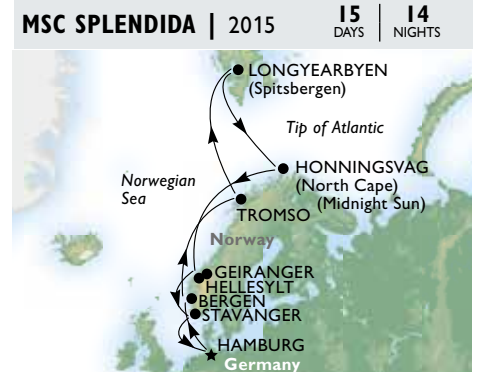 MSC SPLENDIDA | 2015
15 DAYS | 14 NIGHTS
LONGYEARBYEN
(Spitsbergen)
Tip of Atlantic
HONNINGSVAG
(North Cape)
(Midnight Sun)
Norwegian
Sea
TROMSO
Norway
GEIRANGER
HELLESYLT
BERGEN
STAVANGER
HAMBURG
Germany